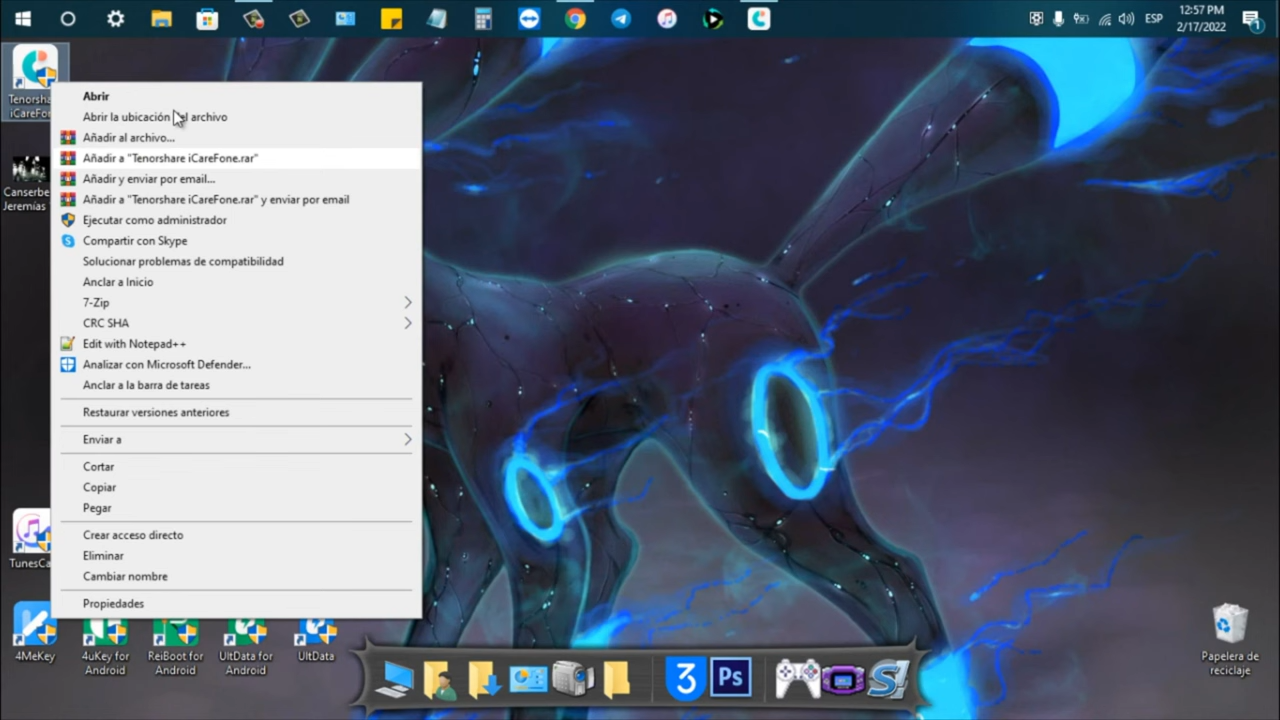 ESP
12:57 PM
2/17/2022
1
Tenorsha
iCareFon
Abrir
Abrir la ubicación del archivo
Añadir al archivo...
Añadir a "Tenorshare iCareFone.rar"
Añadir y enviar por email...
Añadir a "Tenorshare iCareFone.rar" y enviar por email
Ejecutar como administrador
Compartir con Skype
Solucionar problemas de compatibilidad
Anclar a Inicio
7-Zip
CRC SHA
Edit with Notepad++
Analizar con Microsoft Defender...
Anclar a la barra de tareas
Restaurar versiones anteriores
Enviar a
Cortar
Copiar
Pegar
Crear acceso directo
Eliminar
Cambiar nombre
Propiedades
Canserbe
Jeremías
TunesCa
4MeKey
4uKey for
Android
ReiBoot for
Android
UltData for
Android
UltData
3
Ps
Papelera de
reciclaje